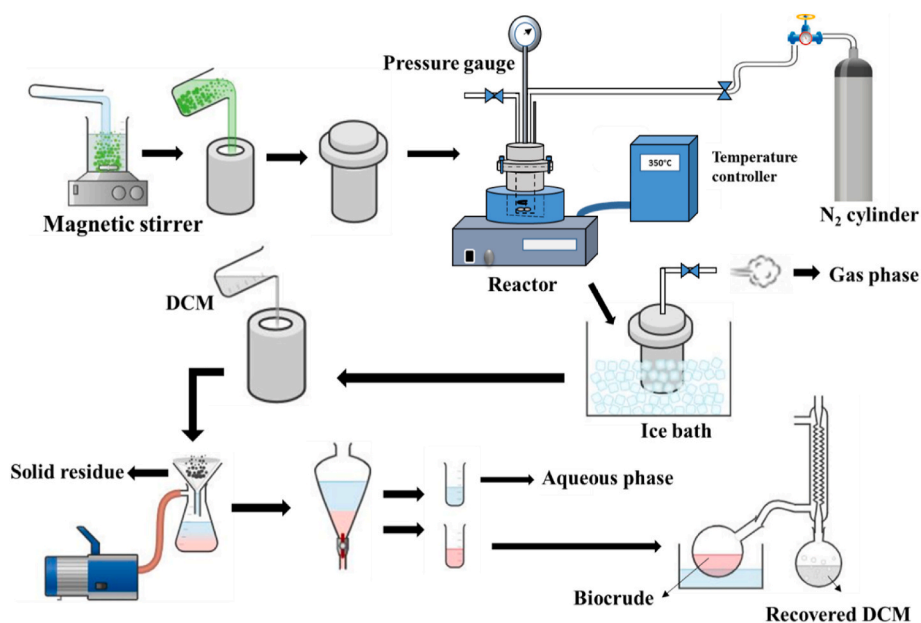 Pressure gauge
350°C
Temperature
controller
N₂ cylinder
Magnetic stirrer
Reactor
Gas phase
DCM
Ice bath
Solid residue
Aqueous phase
Biocrude
Recovered DCM